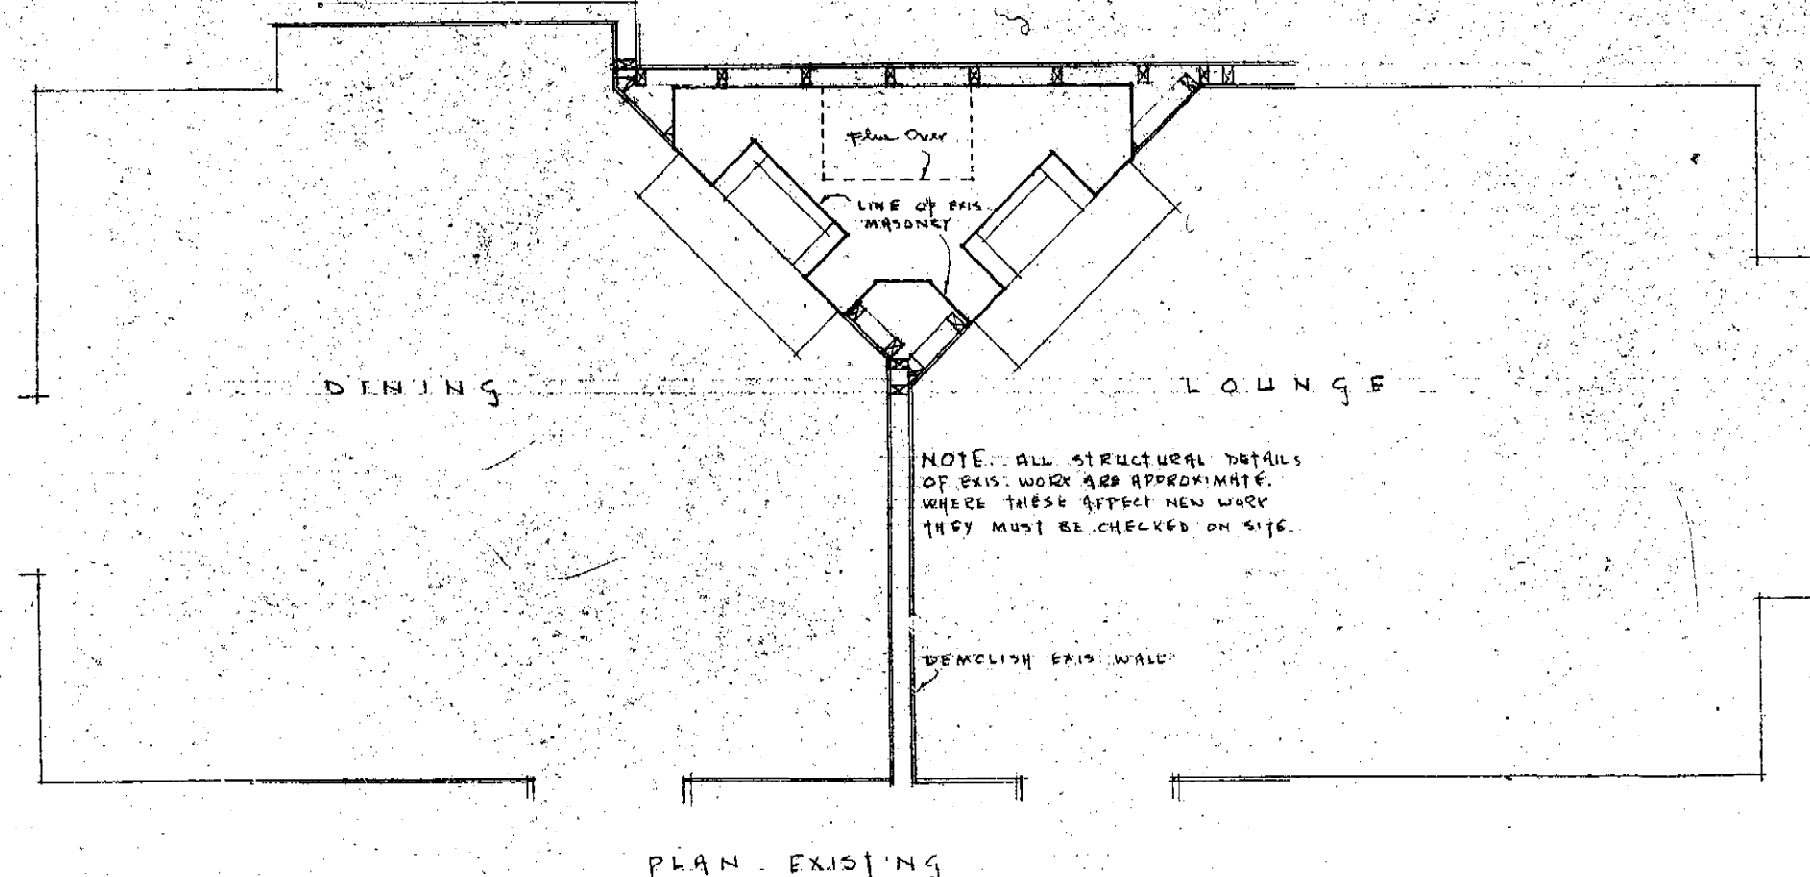 Flue Over
LINE OF EXIS.
MASONRY
DINING
LOUNGE
NOTE. ALL STRUCTURAL DETAILS
OF EXIS. WORK ARE APPROXIMATE.
WHERE THESE AFFECT NEW WORK
THEY MUST BE CHECKED ON SITE.
DEMOLISH EXIS. WALL
PLAN. EXISTING